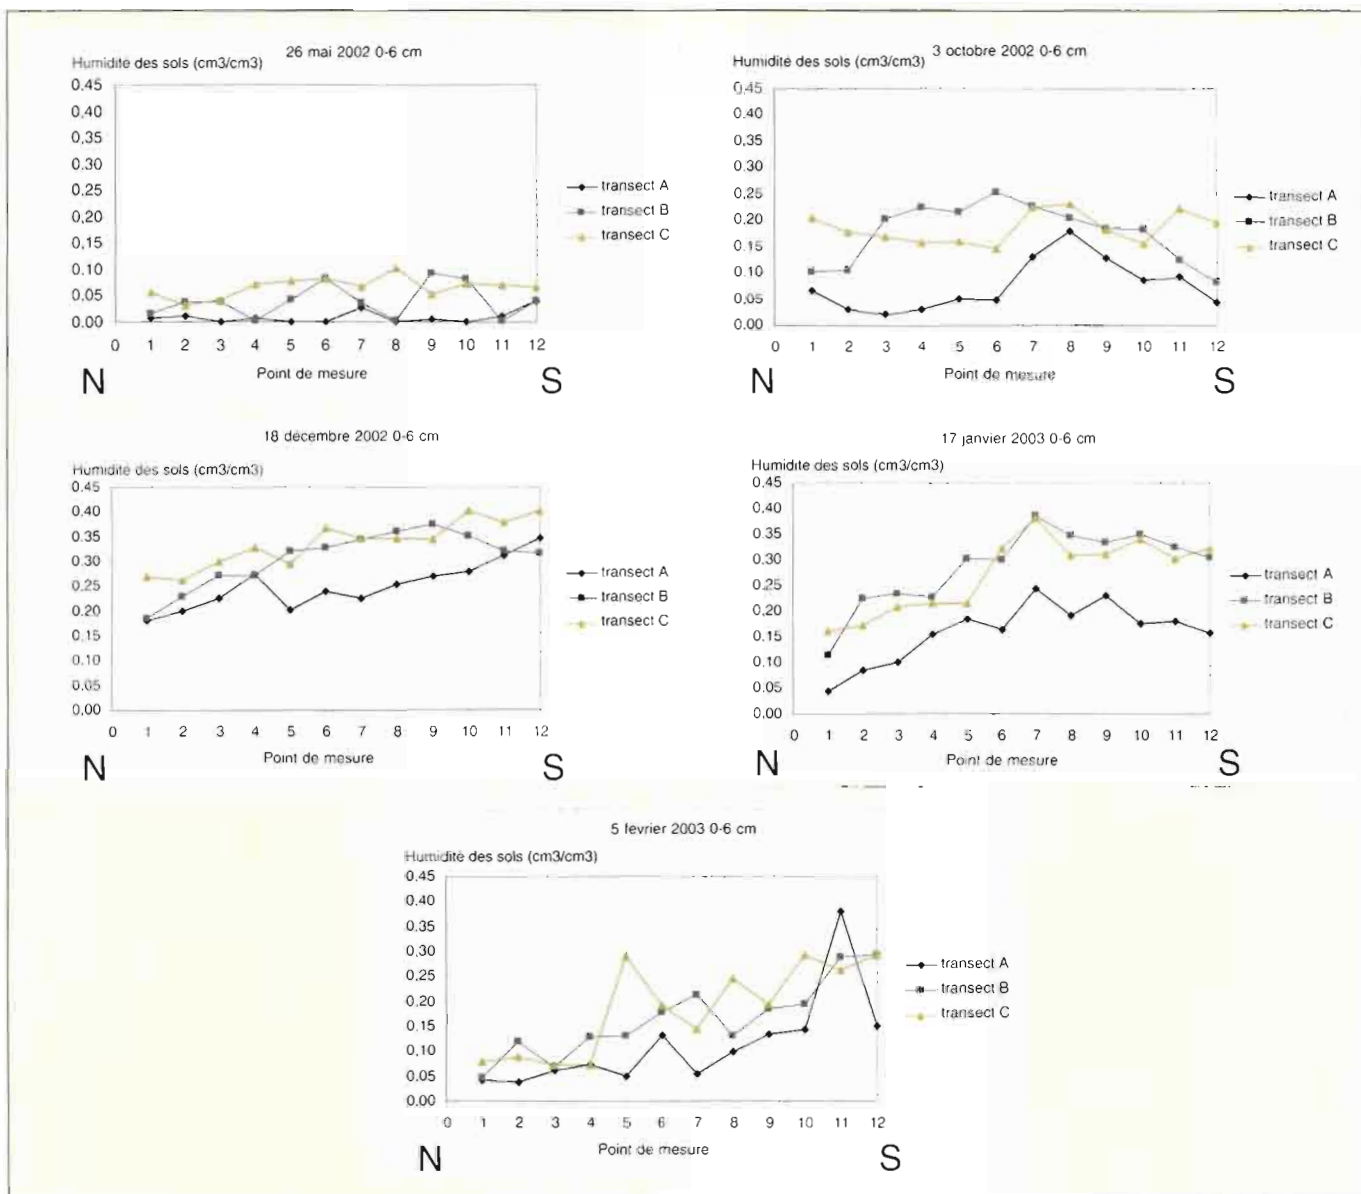 26 mai 2002 0-6 cm
Humidité des sols (cm3/cm3)
0.45
0.40
0.35
0.30
0.25
0.20
0.15
0.10
0.05
0.00
0 1 2 3 4 5 6 7 8 9 10 11 12
Point de mesure
N S
transect A
transect B
transect C
3 octobre 2002 0-6 cm
Humidité des sols (cm3/cm3)
0.45
0.40
0.35
0.30
0.25
0.20
0.15
0.10
0.05
0.00
0 1 2 3 4 5 6 7 8 9 10 11 12
Point de mesure
N S
transect A
transect B
transect C
18 décembre 2002 0-6 cm
Humidité des sols (cm3/cm3)
0.45
0.40
0.35
0.30
0.25
0.20
0.15
0.10
0.05
0.00
0 1 2 3 4 5 6 7 8 9 10 11 12
Point de mesure
N S
transect A
transect B
transect C
17 janvier 2003 0-6 cm
Humidité des sols (cm3/cm3)
0.45
0.40
0.35
0.30
0.25
0.20
0.15
0.10
0.05
0.00
0 1 2 3 4 5 6 7 8 9 10 11 12
Point de mesure
N S
transect A
transect B
transect C
5 fevrier 2003 0-6 cm
Humidité des sols (cm3/cm3)
0.45
0.40
0.35
0.30
0.25
0.20
0.15
0.10
0.05
0.00
0 1 2 3 4 5 6 7 8 9 10 11 12
Point de mesure
N S
transect A
transect B
transect C